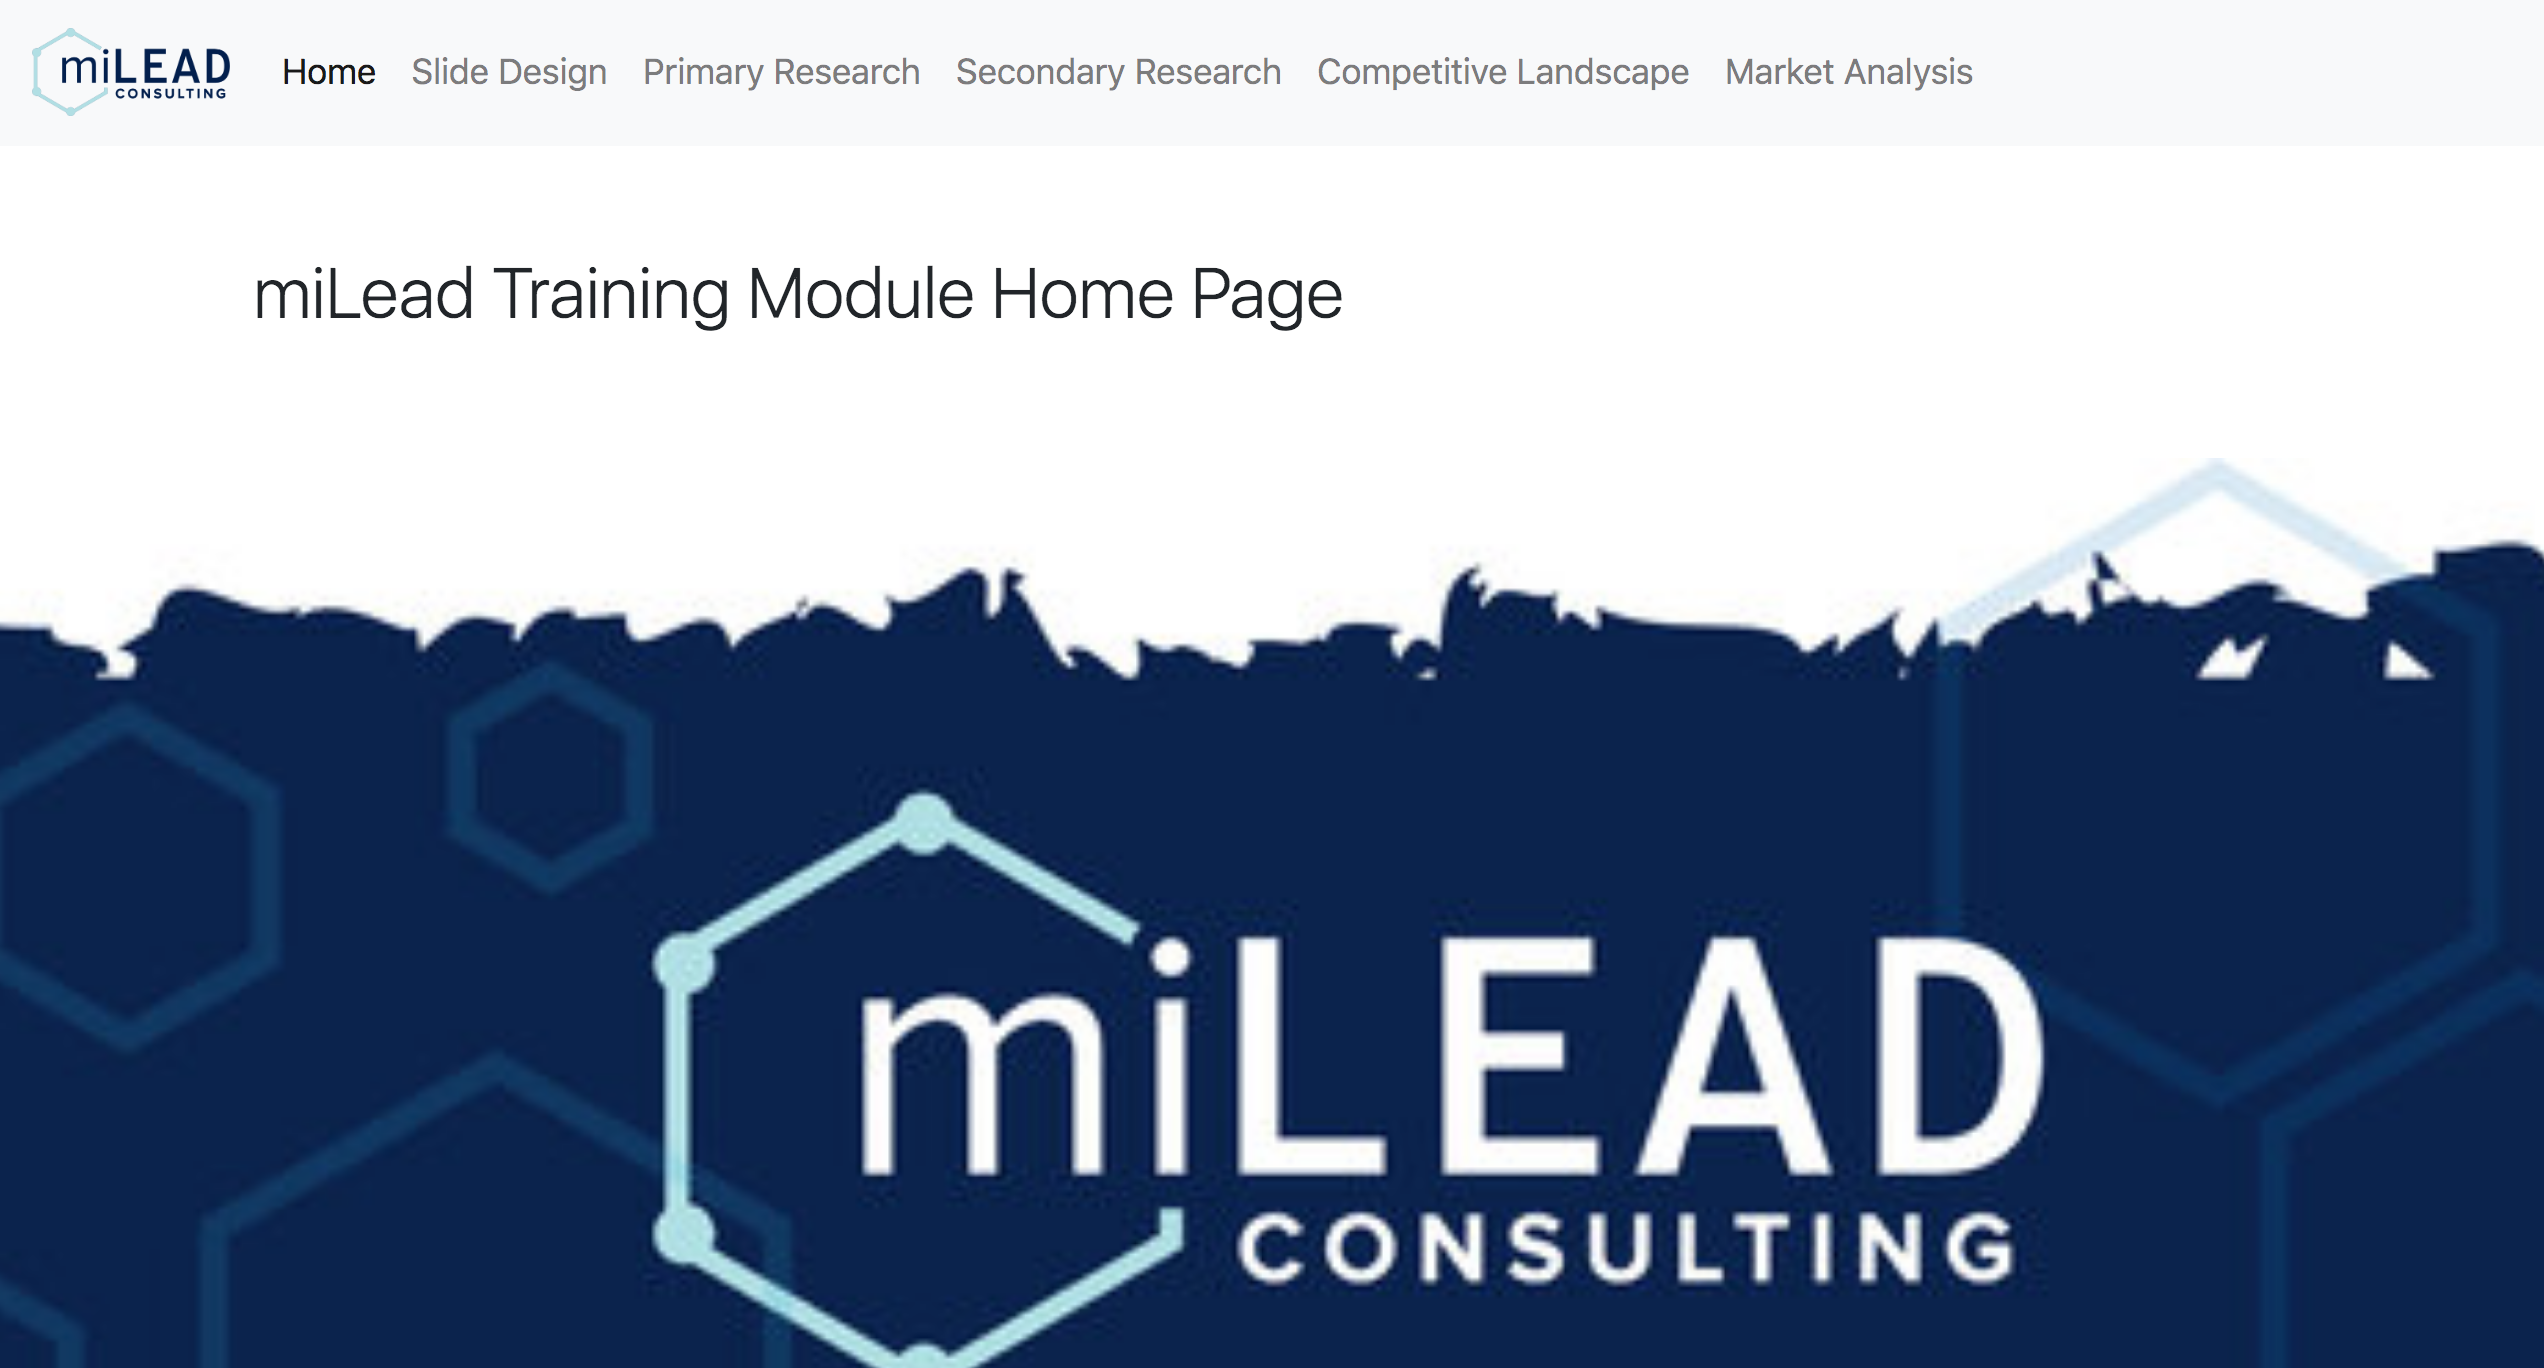 miLEAD
CONSULTING
Home Slide Design Primary Research Secondary Research Competitive Landscape Market Analysis
miLead Training Module Home Page
miLEAD
CONSULTING